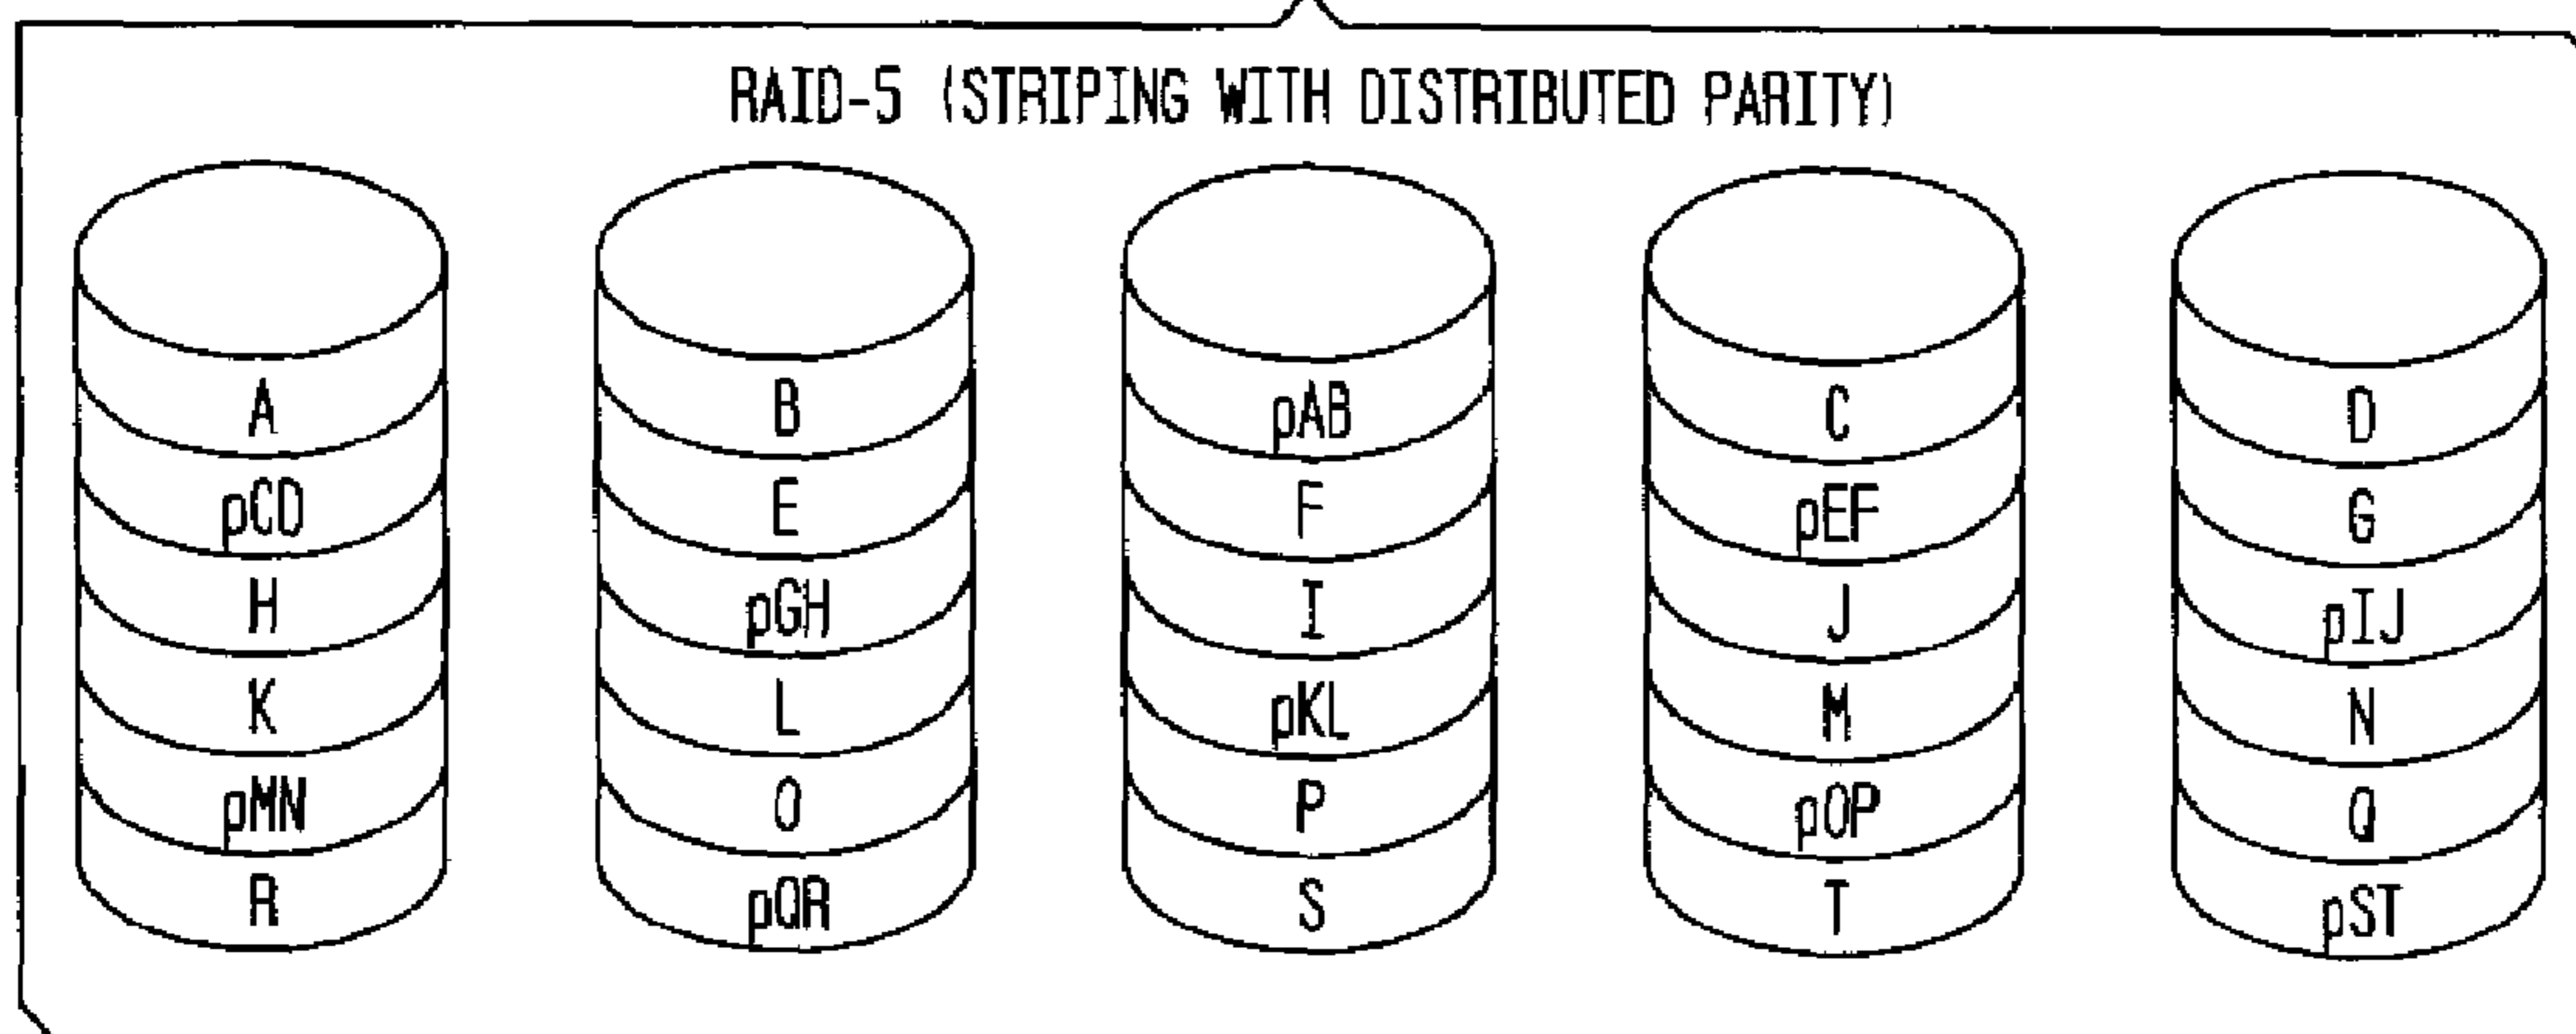 RAID-5 (STRIPING WITH DISTRIBUTED PARITY)
A B pAB C D
pCD E F pEF G
H pGH I J pIJ
K L pKL M N
pMN O P pOP Q
R pQR S T pST